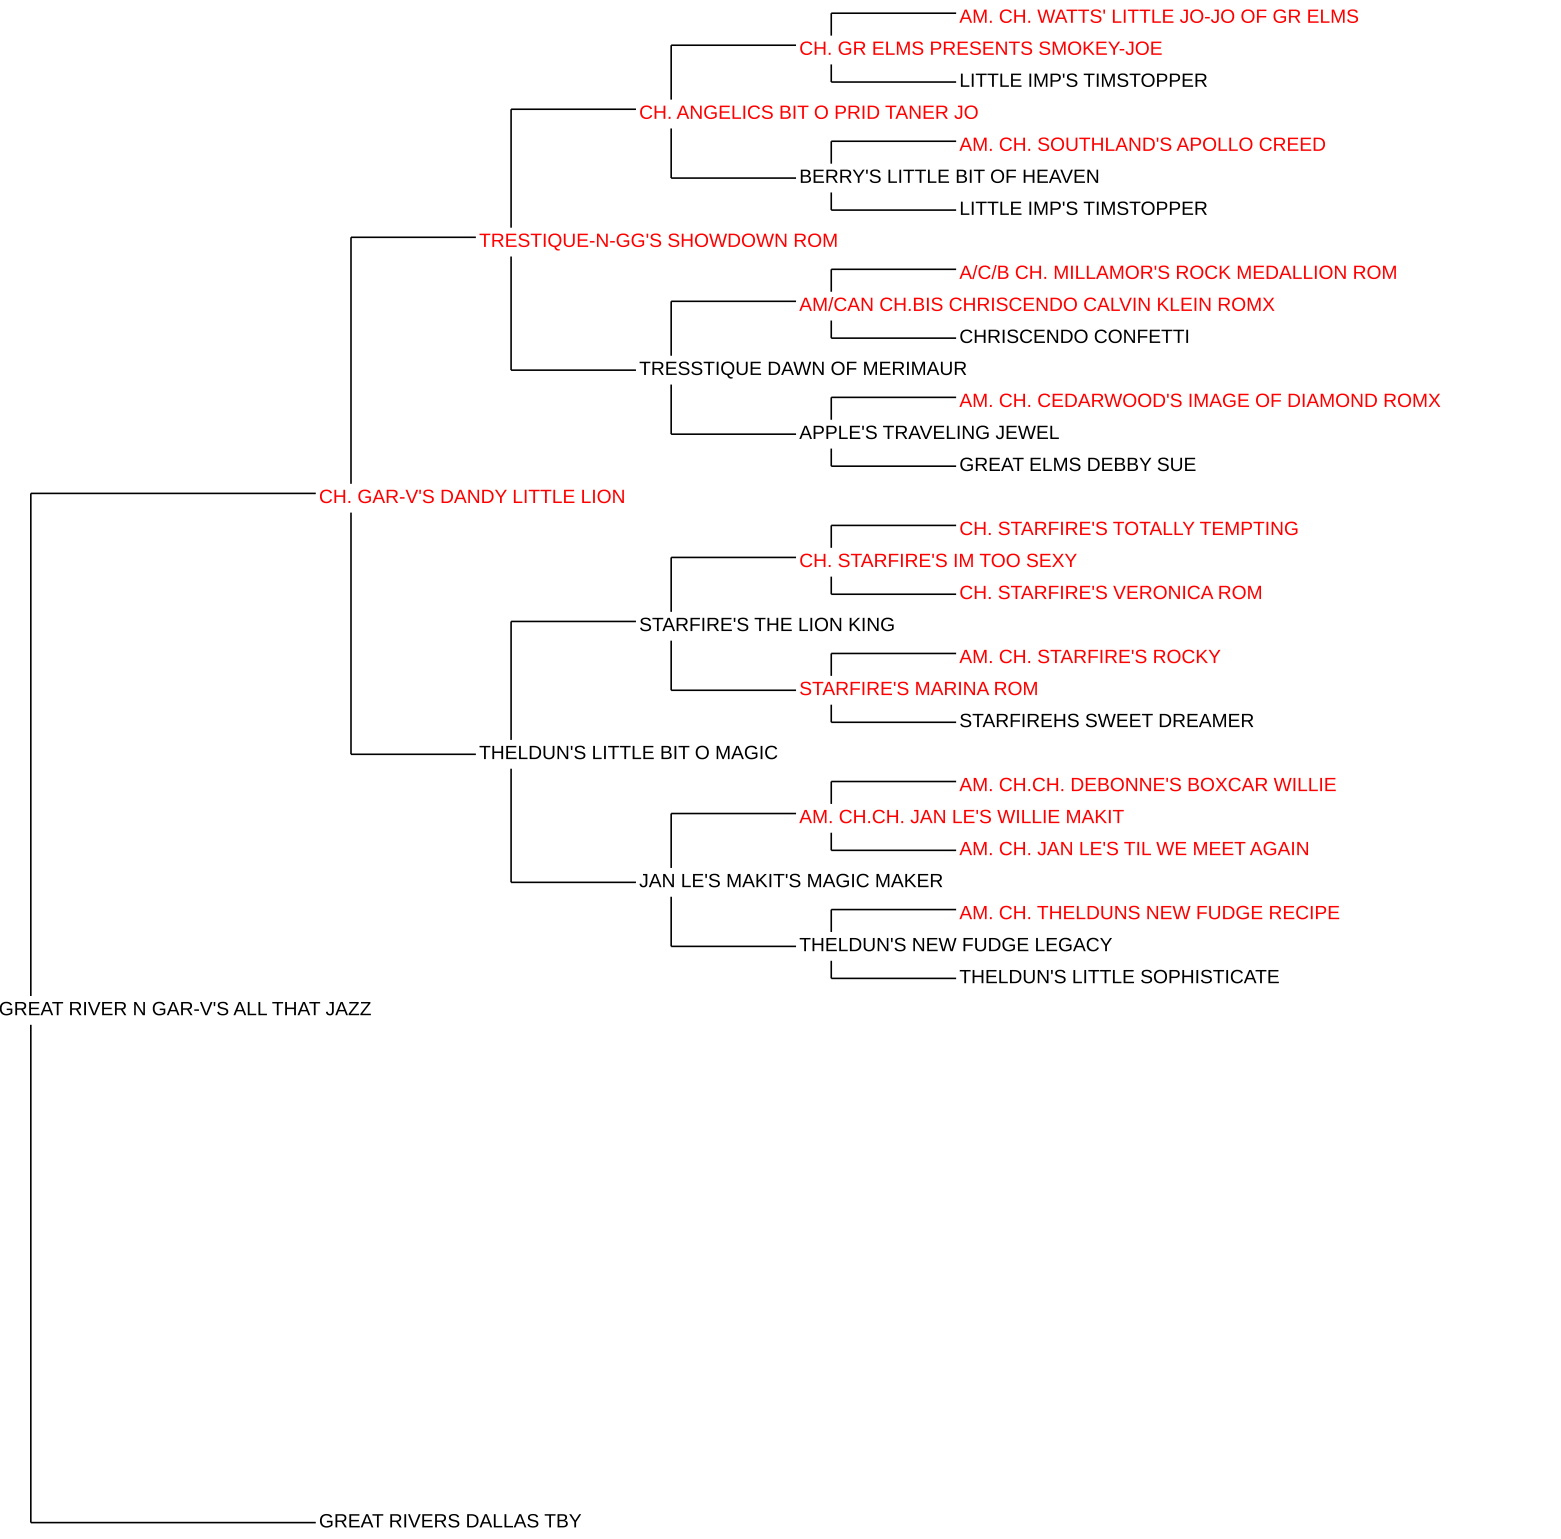 AM. CH. WATTS' LITTLE JO-JO OF GR ELMS
CH. GR ELMS PRESENTS SMOKEY-JOE
LITTLE IMP'S TIMSTOPPER
CH. ANGELICS BIT O PRID TANER JO
AM. CH. SOUTHLAND'S APOLLO CREED
BERRY'S LITTLE BIT OF HEAVEN
LITTLE IMP'S TIMSTOPPER
TRESTIQUE-N-GG'S SHOWDOWN ROM
A/C/B CH. MILLAMOR'S ROCK MEDALLION ROM
AM/CAN CH.BIS CHRISCENDO CALVIN KLEIN ROMX
CHRISCENDO CONFETTI
TRESSTIQUE DAWN OF MERIMAUR
AM. CH. CEDARWOOD'S IMAGE OF DIAMOND ROMX
APPLE'S TRAVELING JEWEL
GREAT ELMS DEBBY SUE
CH. GAR-V'S DANDY LITTLE LION
CH. STARFIRE'S TOTALLY TEMPTING
CH. STARFIRE'S IM TOO SEXY
CH. STARFIRE'S VERONICA ROM
STARFIRE'S THE LION KING
AM. CH. STARFIRE'S ROCKY
STARFIRE'S MARINA ROM
STARFIREHS SWEET DREAMER
THELDUN'S LITTLE BIT O MAGIC
AM. CH.CH. DEBONNE'S BOXCAR WILLIE
AM. CH.CH. JAN LE'S WILLIE MAKIT
AM. CH. JAN LE'S TIL WE MEET AGAIN
JAN LE'S MAKIT'S MAGIC MAKER
AM. CH. THELDUNS NEW FUDGE RECIPE
THELDUN'S NEW FUDGE LEGACY
THELDUN'S LITTLE SOPHISTICATE
GREAT RIVER N GAR-V'S ALL THAT JAZZ
GREAT RIVERS DALLAS TBY